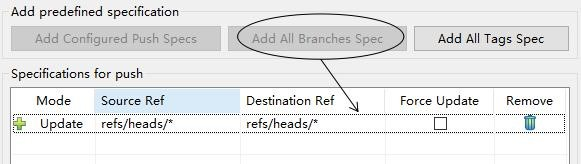 Add predefined specification
Add Configured Push Specs Add All Branches Spec Add All Tags Spec
Specifications for push
Mode Source Ref Destination Ref Force Update Remove
Update refs/heads/* refs/heads/*